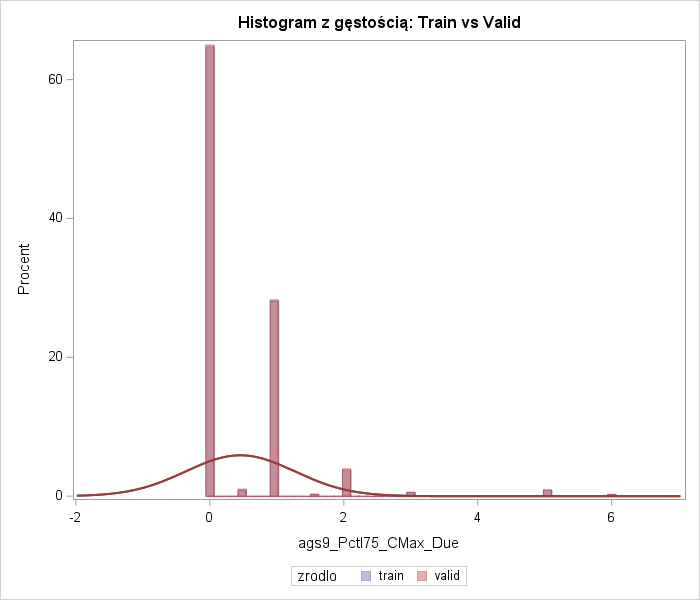 Histogram z gęstością: Train vs Valid
Procent
60
40
20
0
-2 0 2 4 6
ags9_Pctl75_CMax_Due
zrodlo train valid